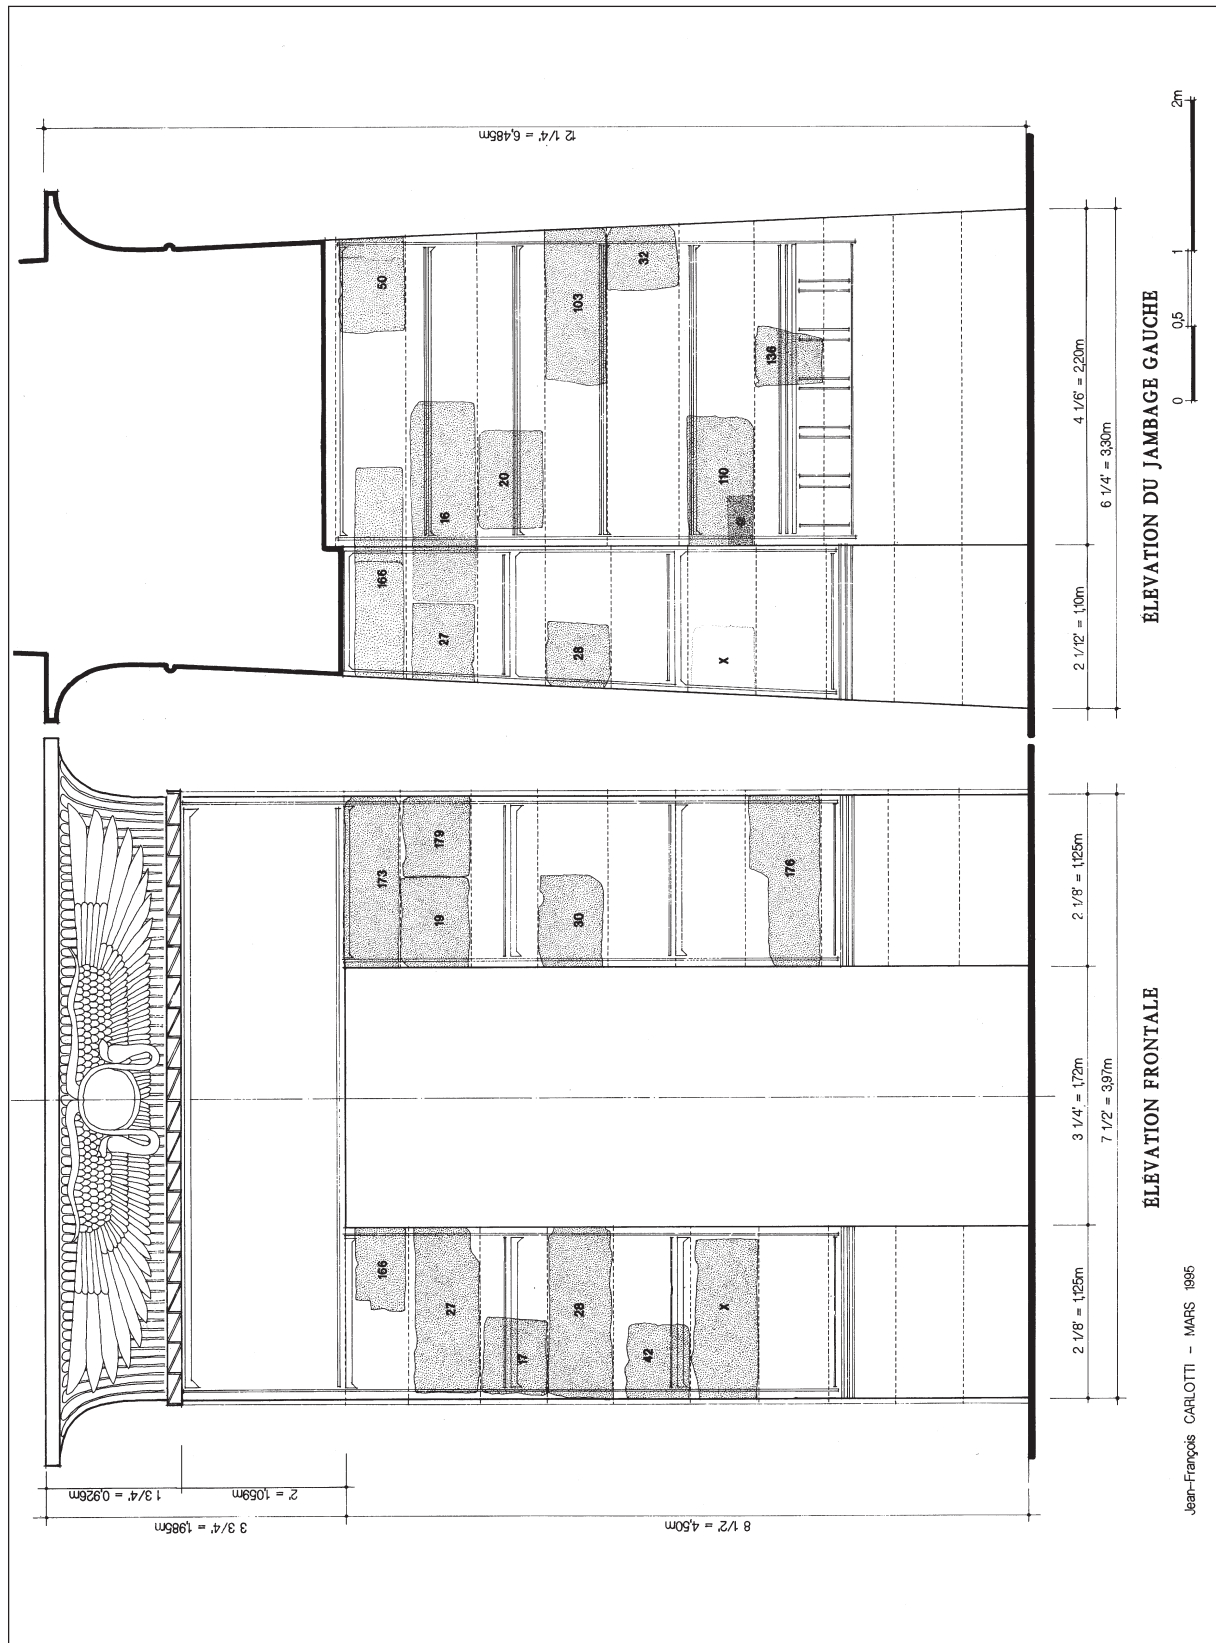 12 1/4' = 6,485m
1 3/4' = 0,926m
2' = 1,059m
3 3/4' = 1,985m
8 1/2' = 4,50m
166
27
17
28
42
X
173
19
179
30
176
2 1/8' = 1,125m
3 1/4' = 1,72m
2 1/8' = 1,125m
7 1/2' = 3,97m
ÉLÉVATION FRONTALE
166
50
27
16
20
28
103
32
X
110
136
2 1/12' = 1,10m
4 1/6' = 2,20m
6 1/4' = 3,30m
ÉLEVATION DU JAMBAGE GAUCHE
0 0,5 1 2m
Jean-François CARLOTTI - MARS 1995